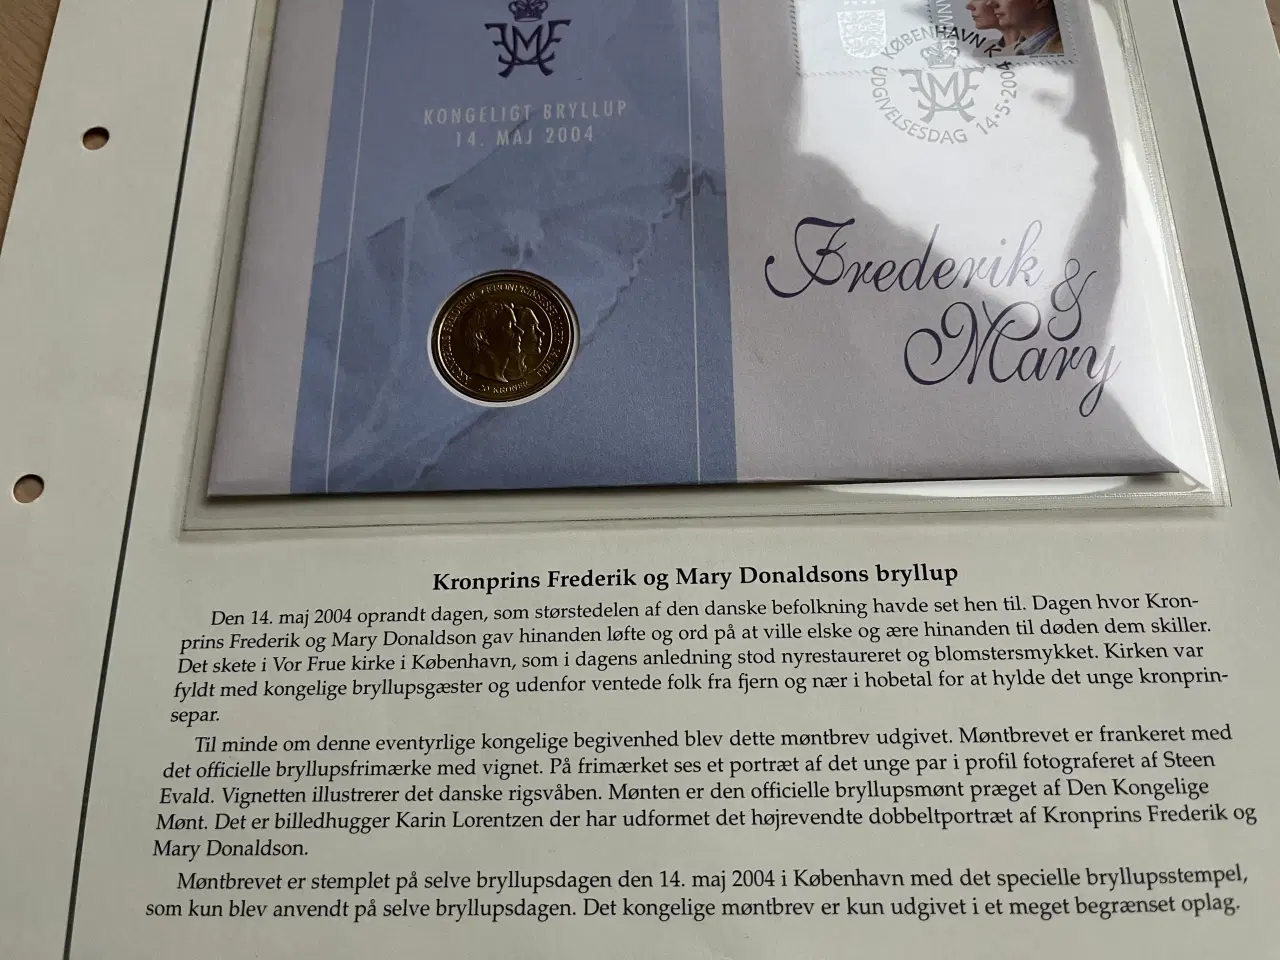 KONGELIGT BRYLLUP
14. MAJ 2004
KØBENHAVN K
UDGIVELSESDAG 14·5·2004
Frederik
&
Mary
20 KRONER
Kronprins Frederik og Mary Donaldsons bryllup
Den 14. maj 2004 oprandt dagen, som størstedelen af den danske befolkning havde set hen til. Dagen hvor Kron-
prins Frederik og Mary Donaldson gav hinanden løfte og ord på at ville elske og ære hinanden til døden dem skiller.
Det skete i Vor Frue kirke i København, som i dagens anledning stod nyrestaureret og blomstersmykket. Kirken var
fyldt med kongelige bryllupsgæster og udenfor ventede folk fra fjern og nær i hobetal for at hylde det unge kronprin-
separ.
Til minde om denne eventyrlige kongelige begivenhed blev dette møntbrev udgivet. Møntbrevet er frankeret med
det officielle bryllupsfrimærke med vignet. På frimærket ses et portræt af det unge par i profil fotograferet af Steen
Evald. Vignetten illustrerer det danske rigsvåben. Mønten er den officielle bryllupsmønt præget af Den Kongelige
Mønt. Det er billedhugger Karin Lorentzen der har udformet det højrevendte dobbeltportræt af Kronprins Frederik og
Mary Donaldson.
Møntbrevet er stemplet på selve bryllupsdagen den 14. maj 2004 i København med det specielle bryllupsstempel,
som kun blev anvendt på selve bryllupsdagen. Det kongelige møntbrev er kun udgivet i et meget begrænset oplag.